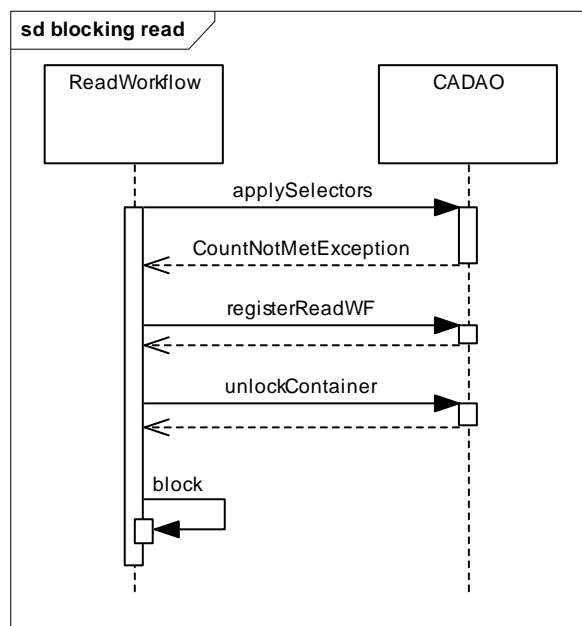 sd blocking read
ReadWorkflow
CADAO
applySelectors
CountNotMetException
registerReadWF
unlockContainer
block